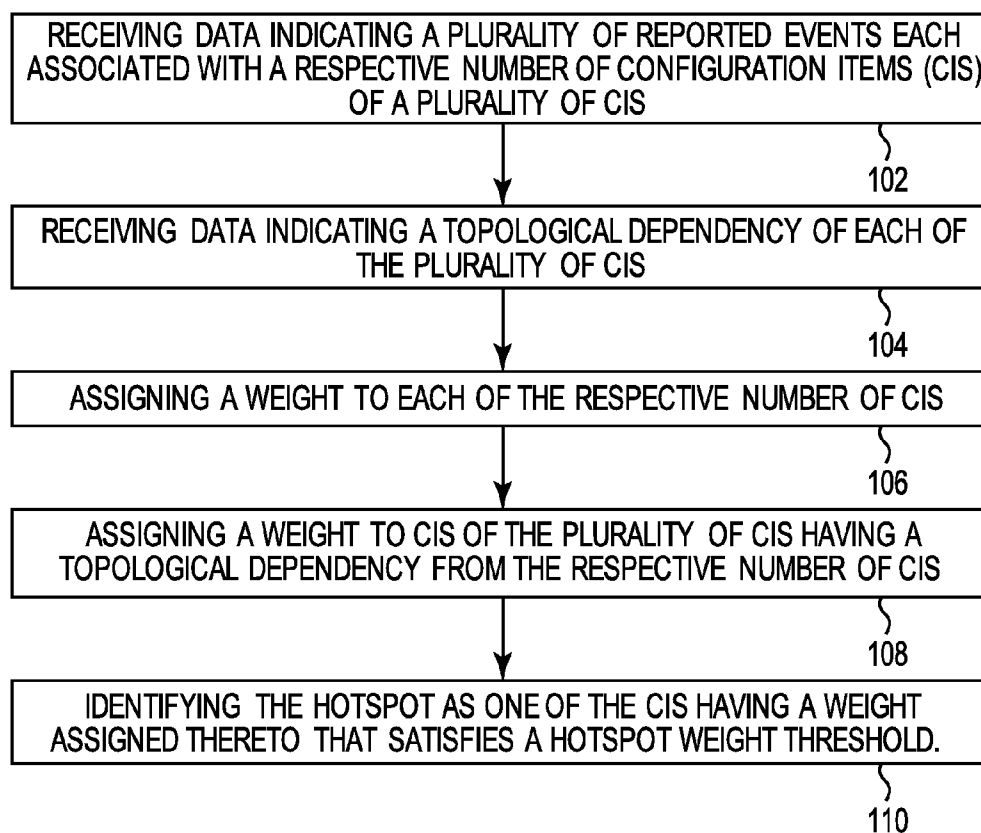 RECEIVING DATA INDICATING A PLURALITY OF REPORTED EVENTS EACH
ASSOCIATED WITH A RESPECTIVE NUMBER OF CONFIGURATION ITEMS (CIS)
OF A PLURALITY OF CIS
102
RECEIVING DATA INDICATING A TOPOLOGICAL DEPENDENCY OF EACH OF
THE PLURALITY OF CIS
104
ASSIGNING A WEIGHT TO EACH OF THE RESPECTIVE NUMBER OF CIS
106
ASSIGNING A WEIGHT TO CIS OF THE PLURALITY OF CIS HAVING A
TOPOLOGICAL DEPENDENCY FROM THE RESPECTIVE NUMBER OF CIS
108
IDENTIFYING THE HOTSPOT AS ONE OF THE CIS HAVING A WEIGHT
ASSIGNED THERETO THAT SATISFIES A HOTSPOT WEIGHT THRESHOLD.
110